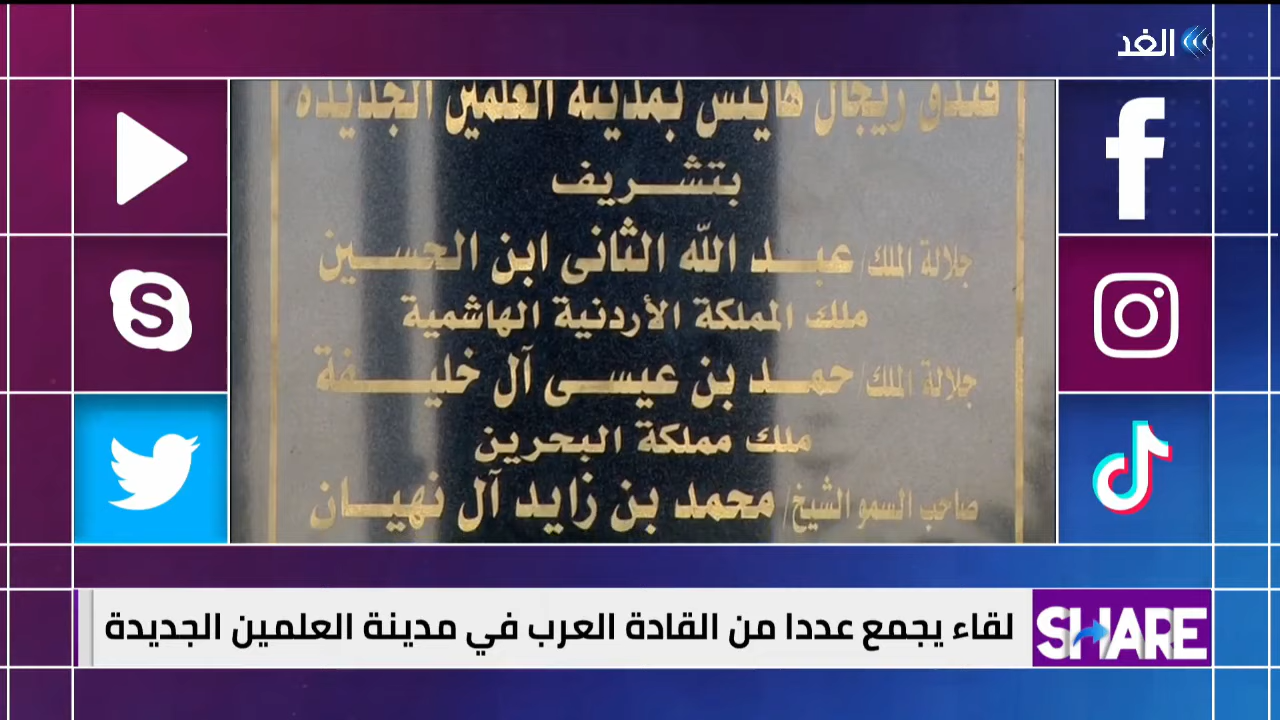 الغد
فندق ريجال هايتس بمدينة العلمين الجديدة
بتشريف
جلالة الملك/ عبد الله الثانى ابن الحسين
ملك المملكة الأردنية الهاشمية
جلالة الملك/ حمد بن عيسى آل خليفة
ملك مملكة البحرين
صاحب السمو الشيخ/ محمد بن زايد آل نهيان
لقاء يجمع عددا من القادة العرب في مدينة العلمين الجديدة
SHARE